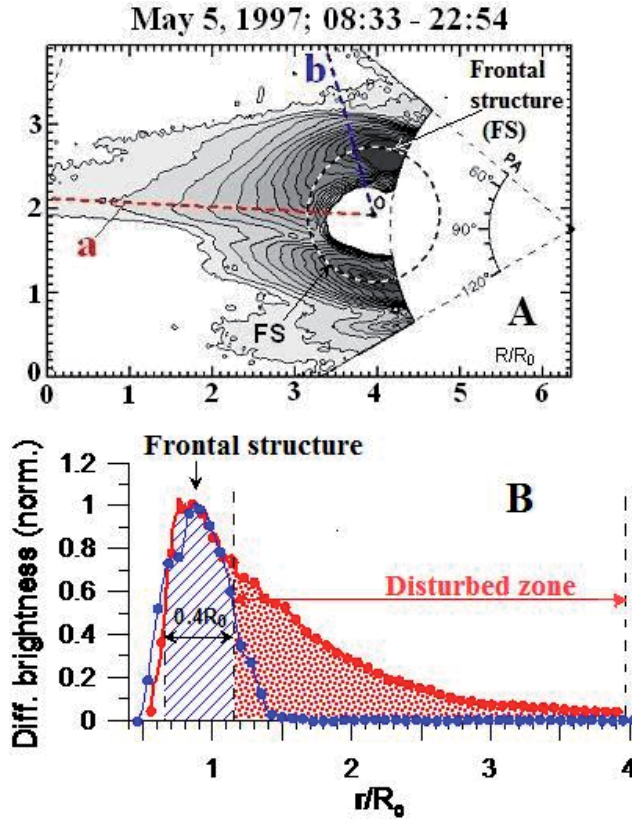 May 5, 1997; 08:33 - 22:54
b
Frontal
structure
(FS)
3
2
1
0
a
O
PA
60°
90°
120°
FS
A
R/R₀
0 1 2 3 4 5 6
Frontal structure
B
Diff. brightness (norm.)
1.2
1
0.8
0.6
0.4
0.2
0
Disturbed zone
0.4R₀
1 2 3 4
r/R₀